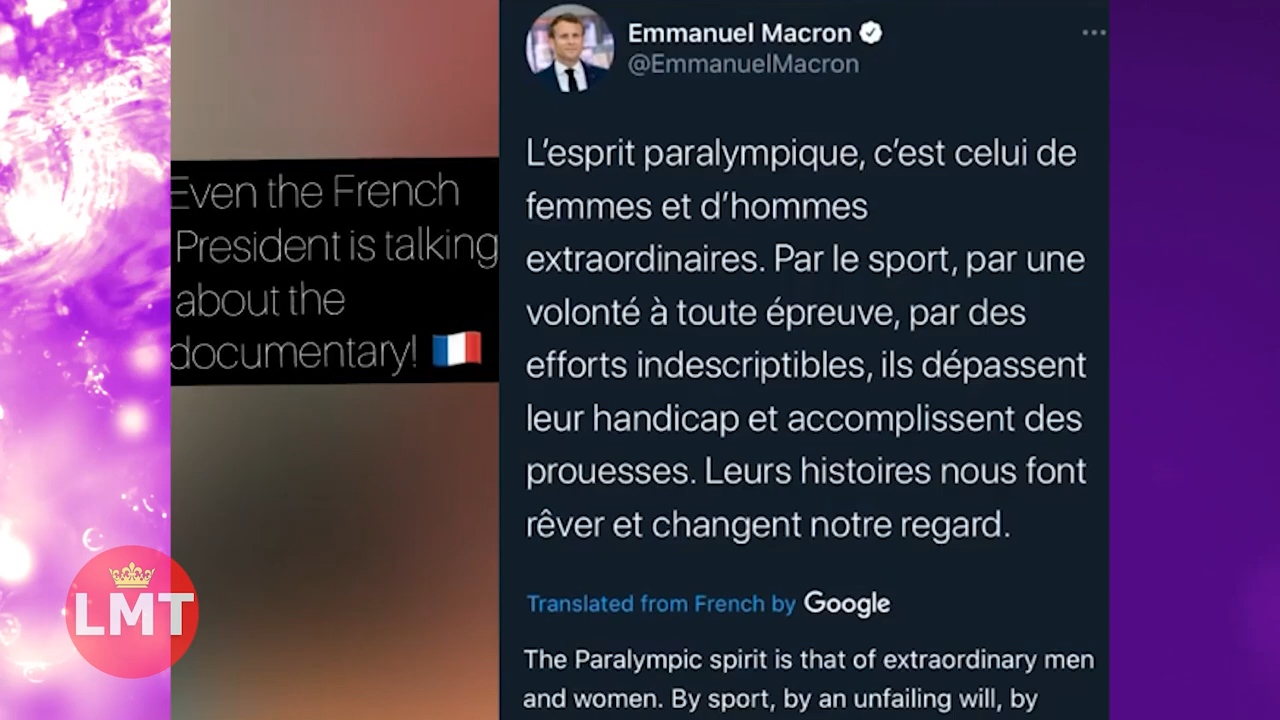 Even the French
President is talking
about the
documentary! 🇫🇷
LMT
Emmanuel Macron
@EmmanuelMacron
L’esprit paralympique, c’est celui de
femmes et d’hommes
extraordinaires. Par le sport, par une
volonté à toute épreuve, par des
efforts indescriptibles, ils dépassent
leur handicap et accomplissent des
prouesses. Leurs histoires nous font
rêver et changent notre regard.
Translated from French by Google
The Paralympic spirit is that of extraordinary men
and women. By sport, by an unfailing will, by